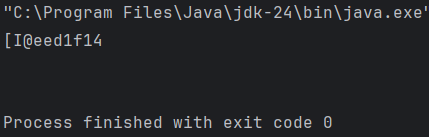 "C:\Program Files\Java\jdk-24\bin\java.exe"
[I@eed1f14
Process finished with exit code 0